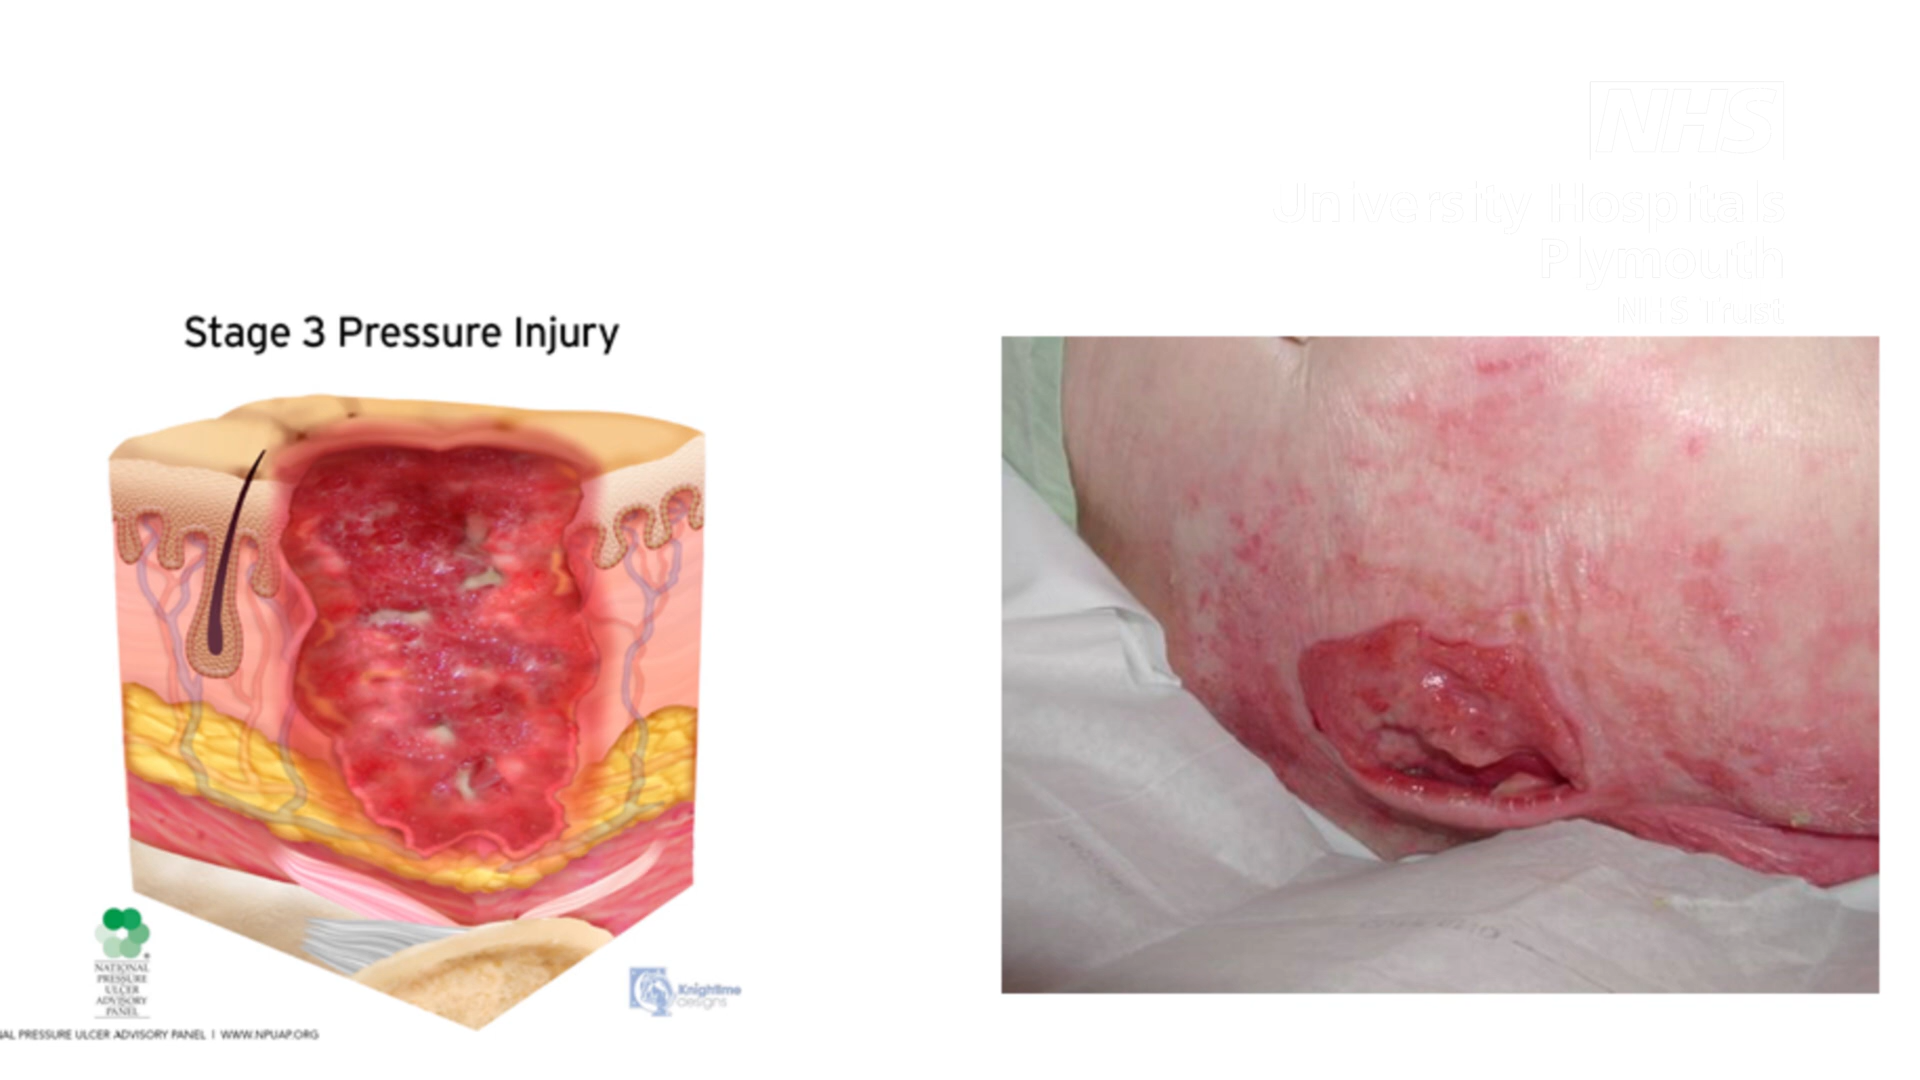 NHS
University Hospitals
Plymouth
NHS Trust
Stage 3 Pressure Injury
NATIONAL
PRESSURE
ULCER
ADVISORY
PANEL
Knightime
designs
AL PRESSURE ULCER ADVISORY PANEL | WWW.NPUAP.ORG